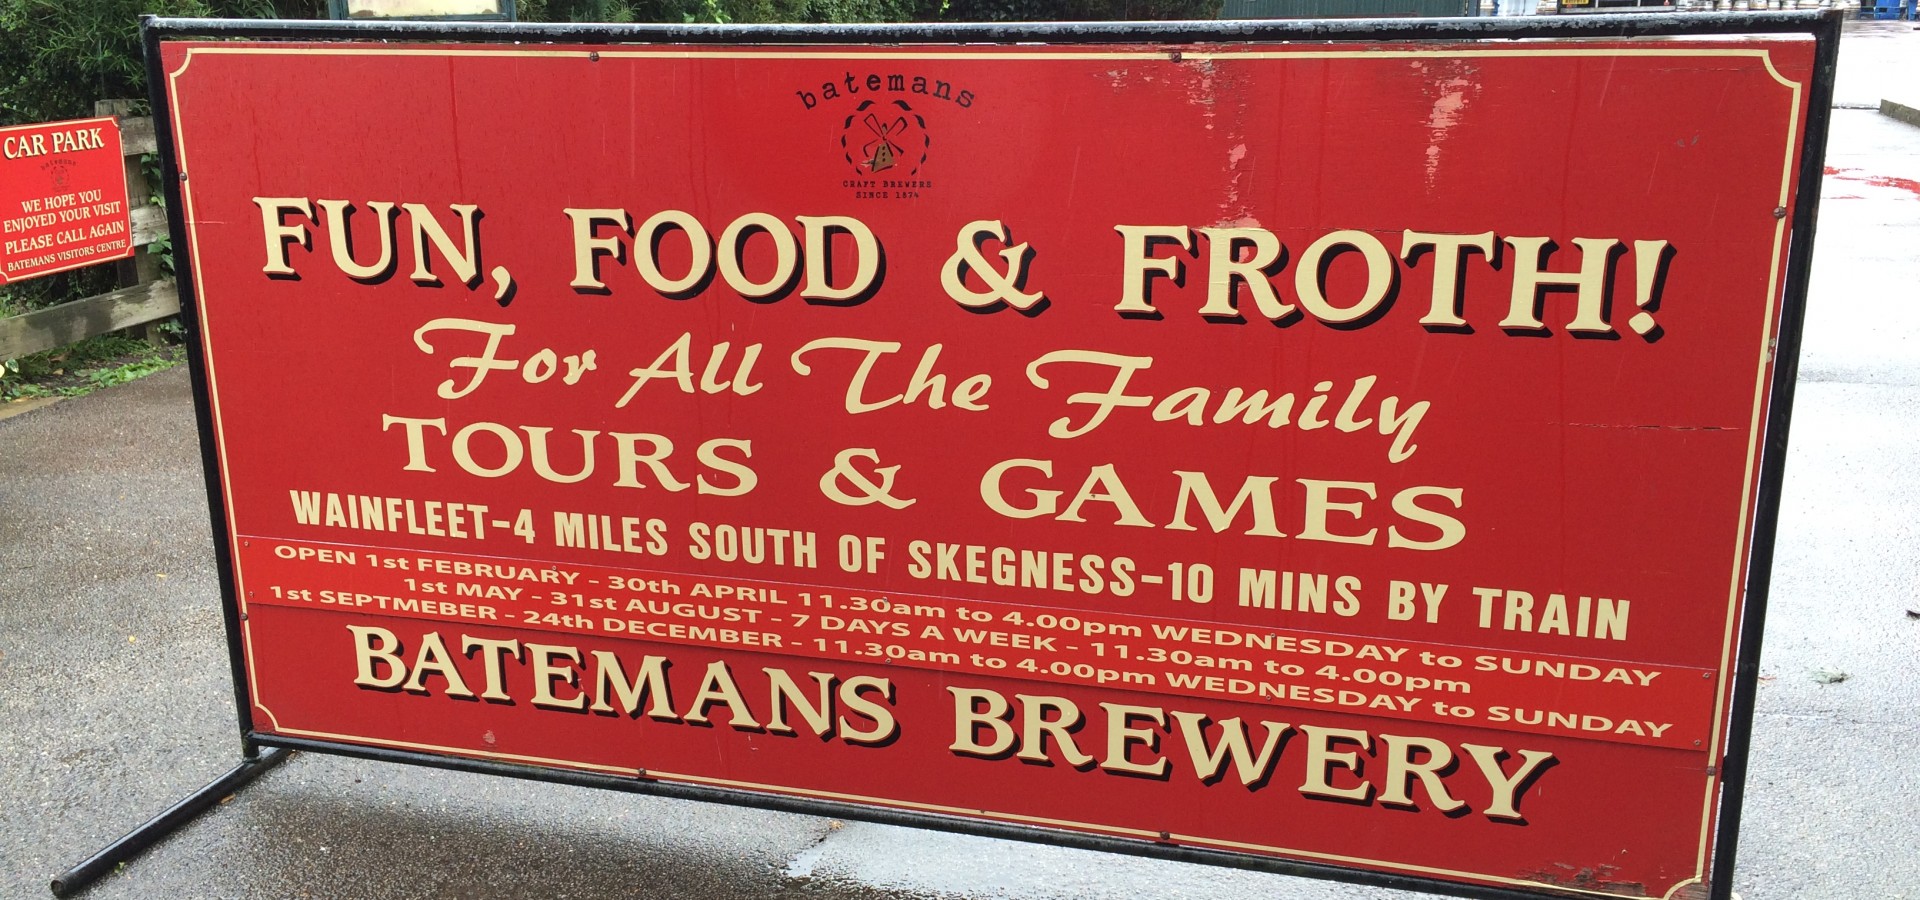 batemans
CRAFT BREWERS
SINCE 1874
FUN, FOOD & FROTH!
For All The Family
TOURS & GAMES
WAINFLEET-4 MILES SOUTH OF SKEGNESS-10 MINS BY TRAIN
OPEN 1st FEBRUARY - 30th APRIL 11.30am to 4.00pm WEDNESDAY to SUNDAY
1st MAY - 31st AUGUST - 7 DAYS A WEEK - 11.30am to 4.00pm
1st SEPTMEBER - 24th DECEMBER - 11.30am to 4.00pm WEDNESDAY to SUNDAY
BATEMANS BREWERY
CAR PARK
batemans
WE HOPE YOU
ENJOYED YOUR VISIT
PLEASE CALL AGAIN
BATEMANS VISITORS CENTRE